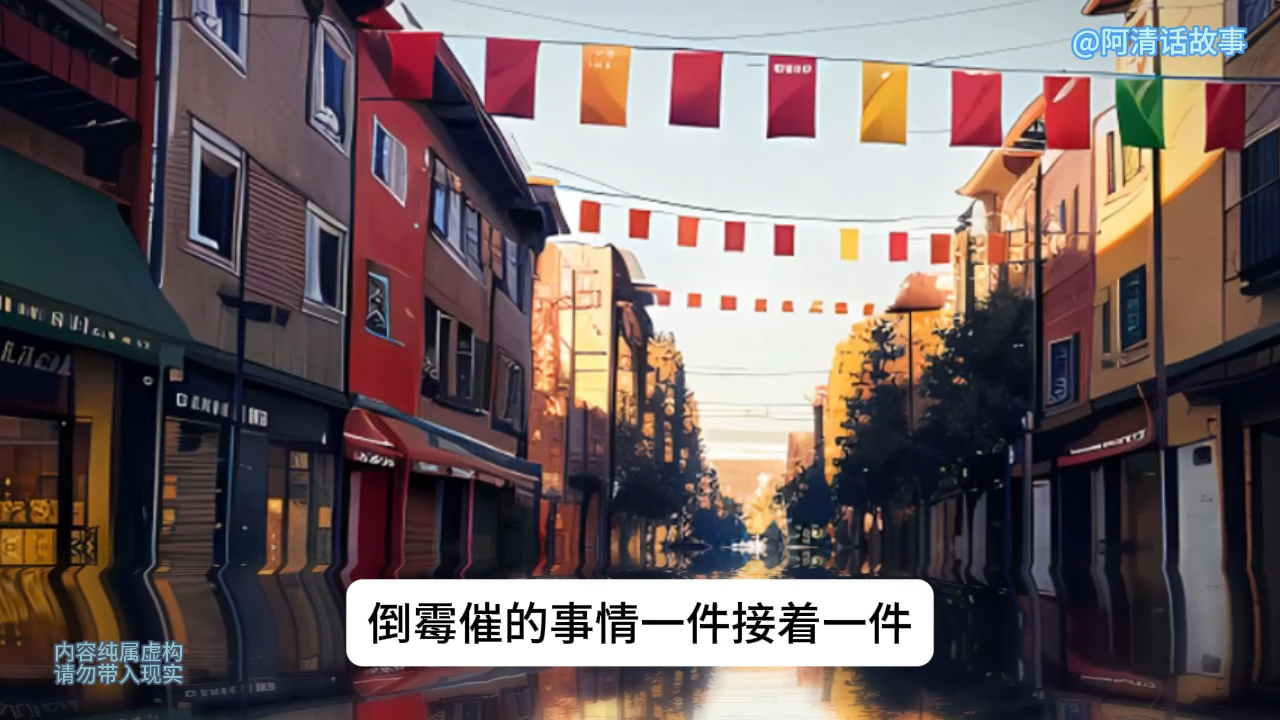 @阿清话故事
倒霉催的事情一件接着一件
内容纯属虚构
请勿带入现实